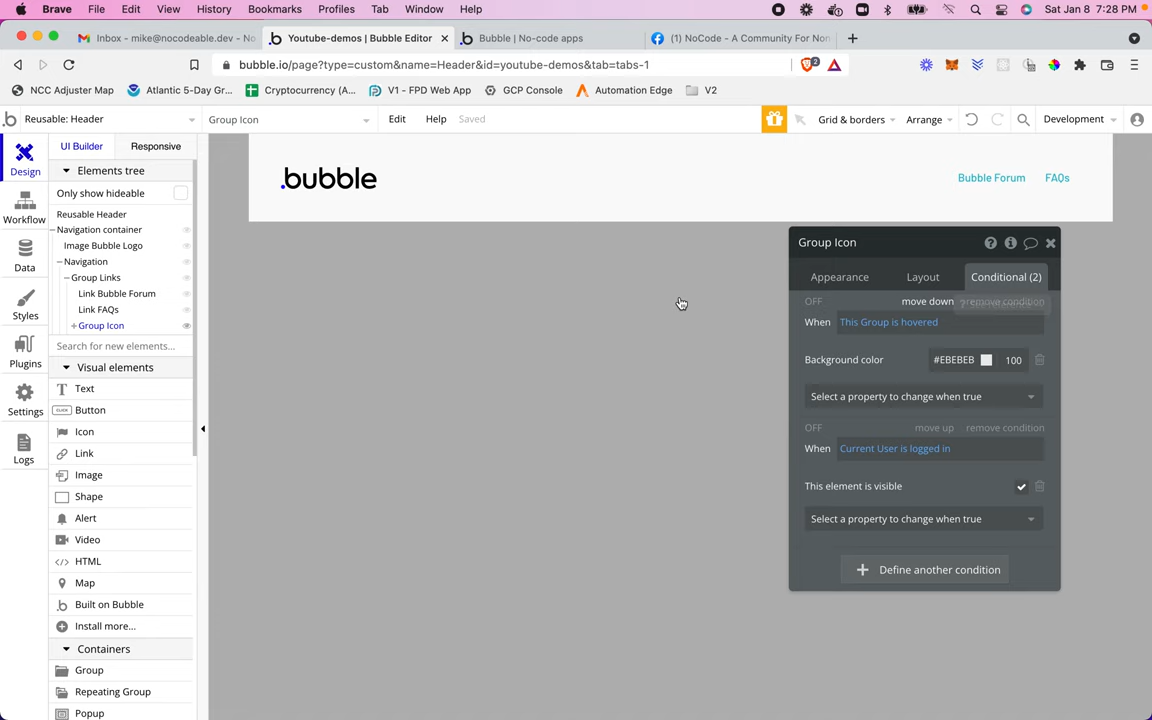 Brave File Edit View History Bookmarks Profiles Tab Window Help Sat Jan 8 7:28 PM
Inbox - mike@nocodeable.dev - No Youtube-demos | Bubble Editor Bubble | No-code apps (1) NoCode - A Community For Non
bubble.io/page?type=custom&name=Header&id=youtube-demos&tab=tabs-1 2
NCC Adjuster Map Atlantic 5-Day Gr... Cryptocurrency (A... V1 - FPD Web App GCP Console Automation Edge V2
Reusable: Header Group Icon Edit Help Saved Grid & borders Arrange Development
Design
Workflow
Data
Styles
Plugins
Settings
Logs
UI Builder Responsive
Elements tree
Only show hideable
Reusable Header
Navigation container
Image Bubble Logo
Navigation
Group Links
Link Bubble Forum
Link FAQs
Group Icon
Search for new elements...
Visual elements
Text
CLICK Button
Icon
Link
Image
Shape
Alert
Video
HTML
Map
Built on Bubble
Install more...
Containers
Group
Repeating Group
Popup
.bubble Bubble Forum FAQs
Group Icon
Appearance Layout Conditional (2)
OFF move down remove condition
When This Group is hovered
Background color #EBEBEB 100
Select a property to change when true
OFF move up remove condition
When Current User is logged in
This element is visible
Select a property to change when true
+ Define another condition